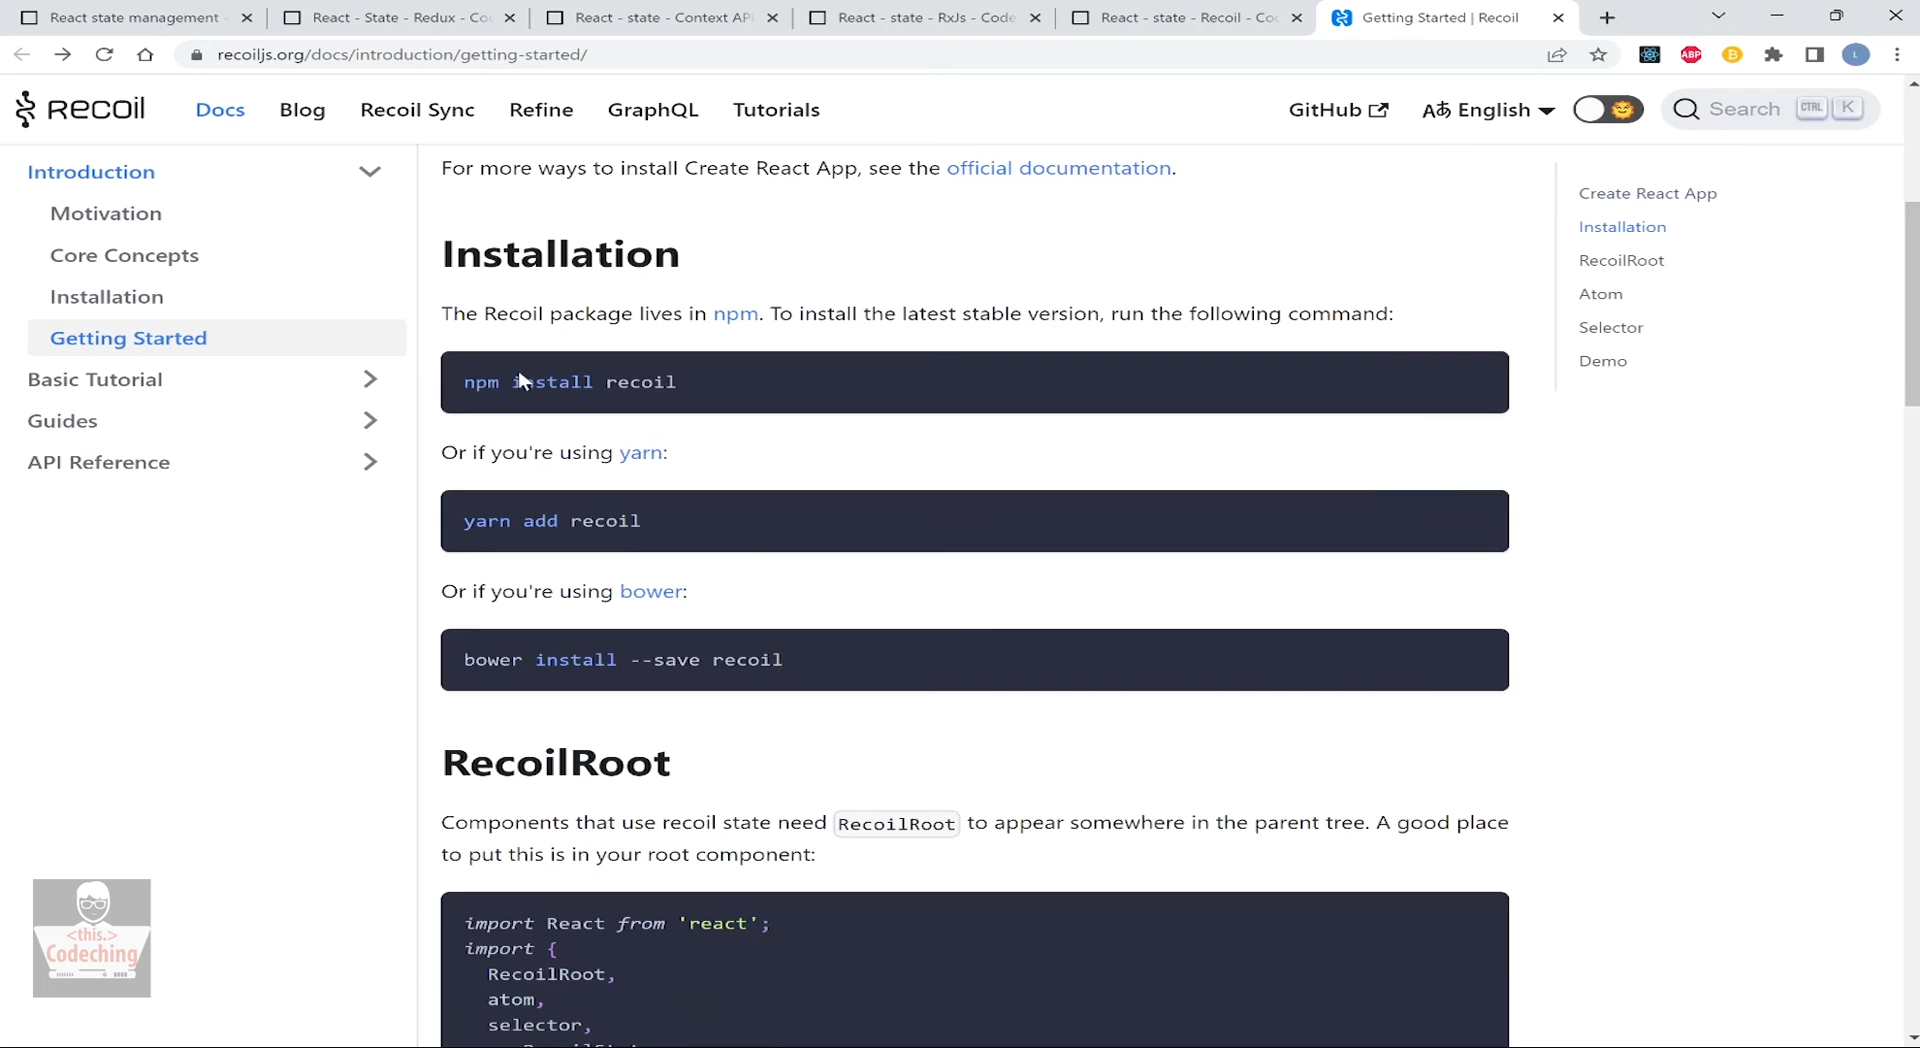 React state management
React - State - Redux - Co
React - state - Context API
React - state - RxJs - Code
React - state - Recoil - Co
Getting Started | Recoil
recoiljs.org/docs/introduction/getting-started/
ABP
L
Recoil
Docs
Blog
Recoil Sync
Refine
GraphQL
Tutorials
GitHub
Aあ English
Search
CTRL
K
Introduction
Motivation
Core Concepts
Installation
Getting Started
Basic Tutorial
Guides
API Reference
For more ways to install Create React App, see the official documentation.
Installation
The Recoil package lives in npm. To install the latest stable version, run the following command:
npm install recoil
Or if you're using yarn:
yarn add recoil
Or if you're using bower:
bower install --save recoil
RecoilRoot
Components that use recoil state need RecoilRoot to appear somewhere in the parent tree. A good place
to put this is in your root component:
import React from 'react';
import {
RecoilRoot,
atom,
selector,
Create React App
Installation
RecoilRoot
Atom
Selector
Demo
<this.>
Codeching